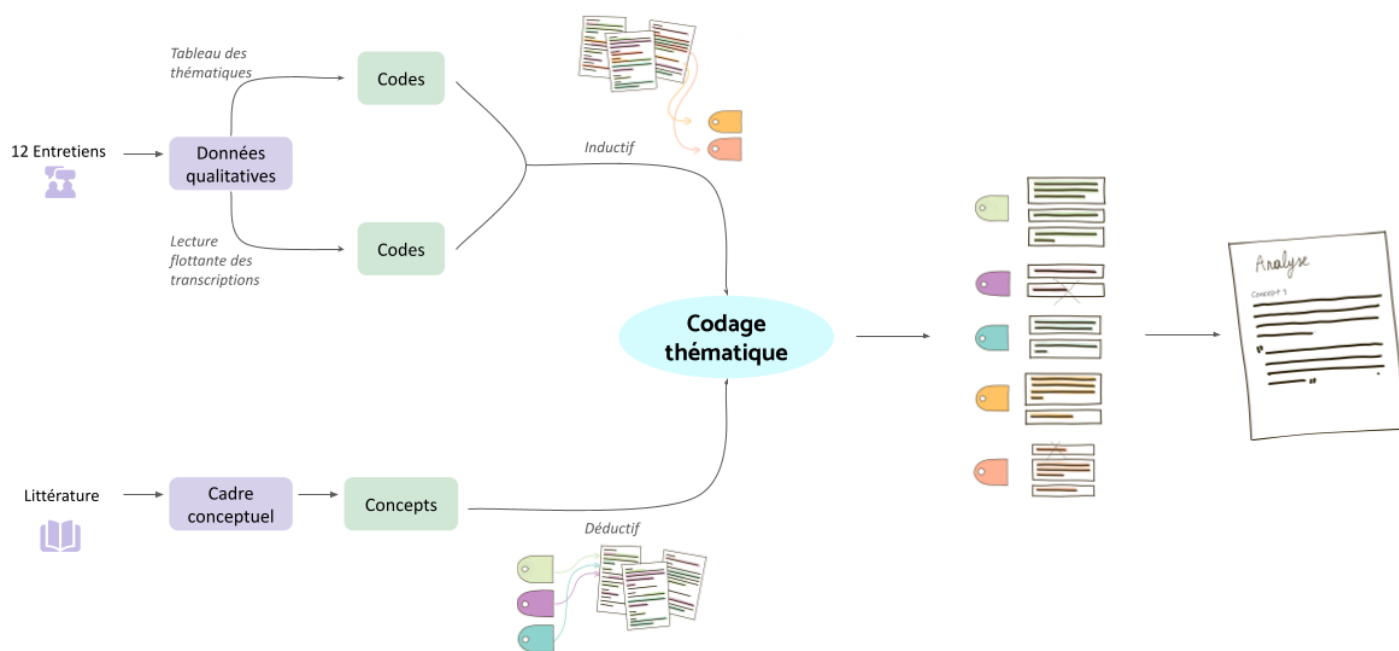 Tableau des
thématiques
Codes
12 Entretiens
Données
qualitatives
Inductif
Lecture
flottante des
transcriptions
Codes
Analyse
Concept 1
Codage
thématique
Littérature
Cadre
conceptuel
Concepts
Déductif